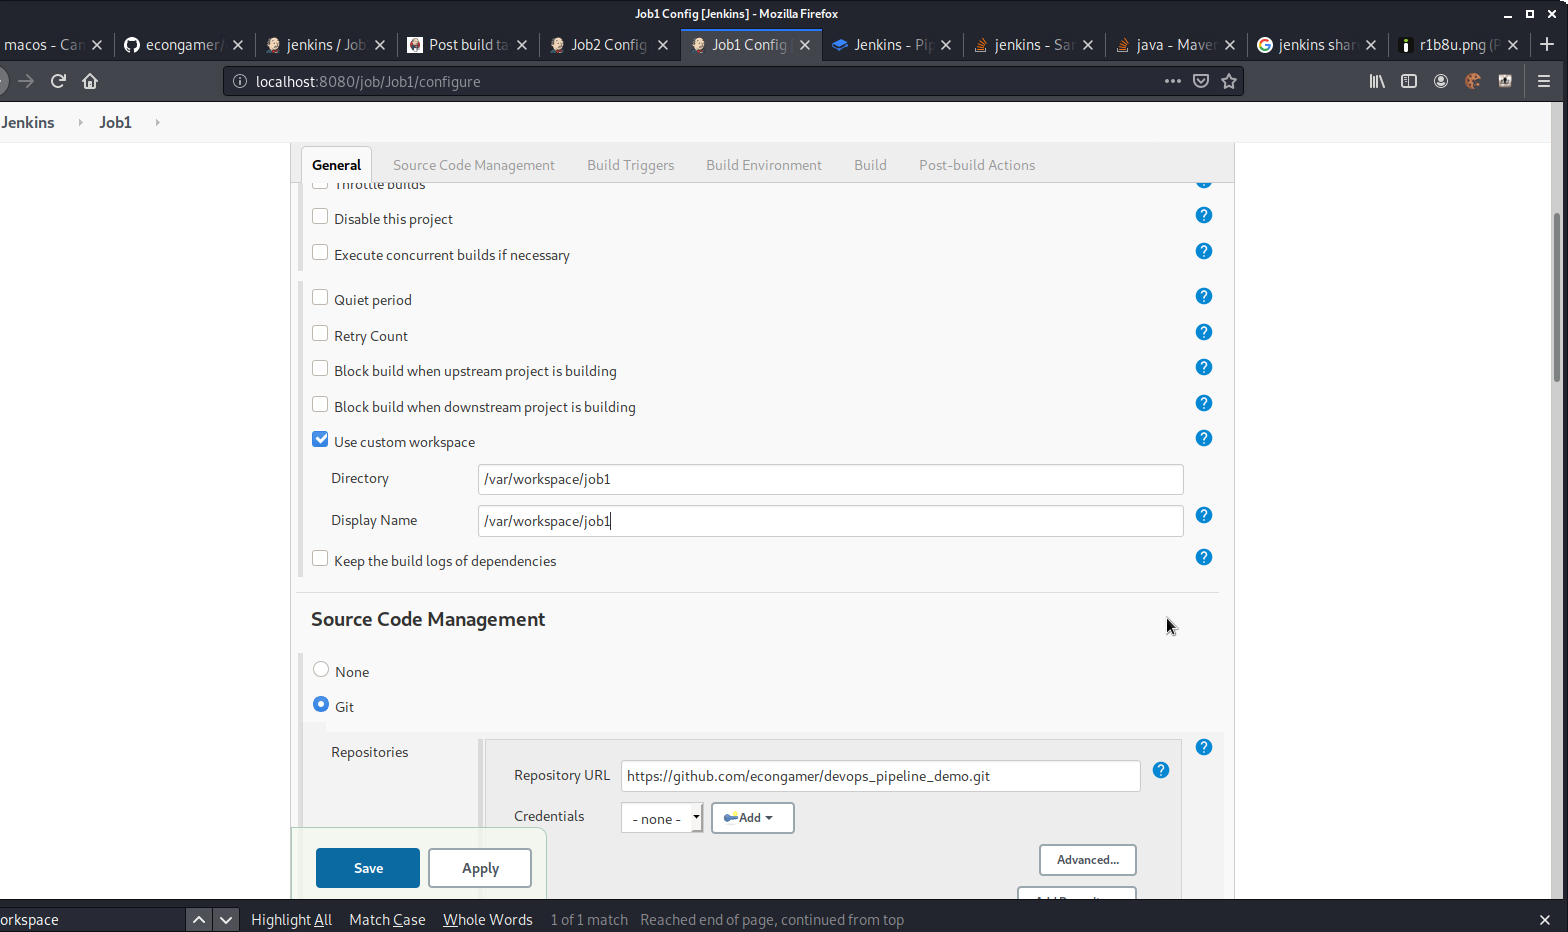 Job1 Config [Jenkins] - Mozilla Firefox
macos - Can
econgamer/
jenkins / Job
Post build ta
Job2 Config
Job1 Config
Jenkins - Pip
jenkins - Sa
java - Maven
jenkins shar
r1b8u.png (P
localhost:8080/job/Job1/configure
Jenkins
Job1
General
Source Code Management
Build Triggers
Build Environment
Build
Post-build Actions
Throttle builds
Disable this project
Execute concurrent builds if necessary
Quiet period
Retry Count
Block build when upstream project is building
Block build when downstream project is building
Use custom workspace
Directory
/var/workspace/job1
Display Name
/var/workspace/job1
Keep the build logs of dependencies
Source Code Management
None
Git
Repositories
Repository URL
https://github.com/econgamer/devops_pipeline_demo.git
Credentials
- none -
Add
Advanced...
Save
Apply
orkspace
Highlight All
Match Case
Whole Words
1 of 1 match
Reached end of page, continued from top